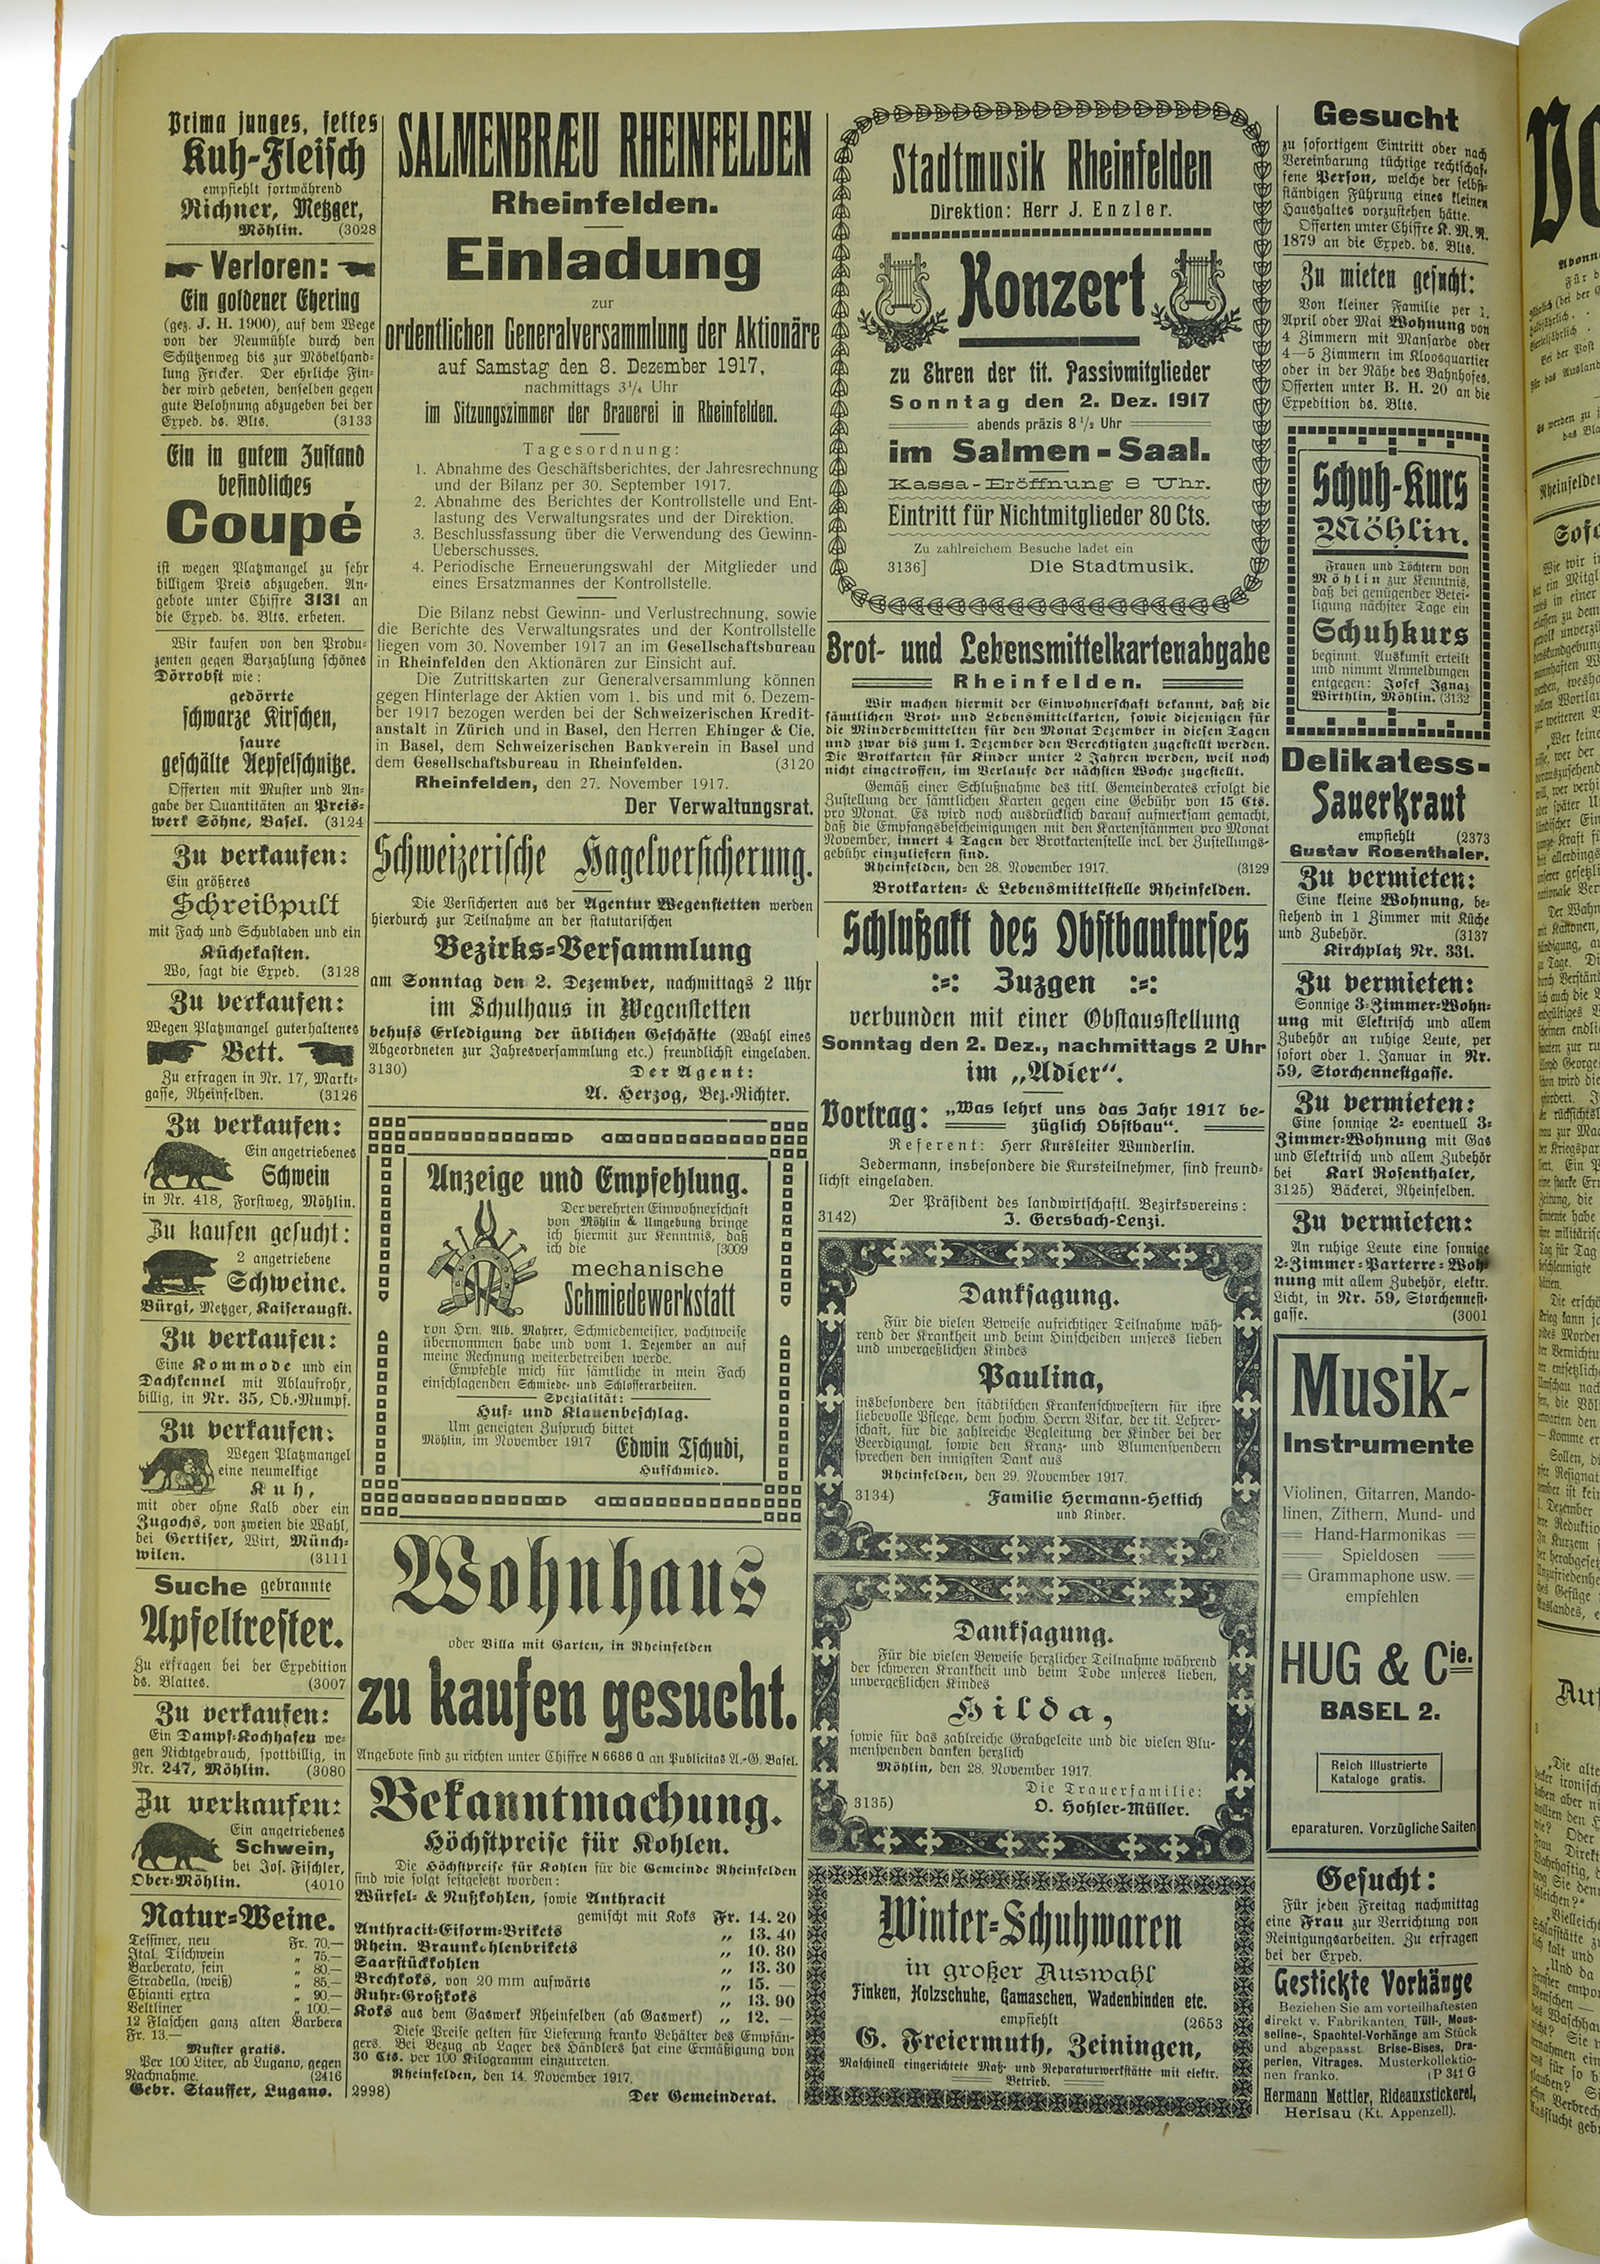 Prima junges, fettes
Kuh-Fleisch
empfiehlt fortwährend
Richner, Metzger,
Möhlin. (3028
Verloren:
Ein goldener Ehering
(gez. J. H. 1900), auf dem Wege
von der Neumühle durch den
Schützenweg bis zur Möbelhand-
lung Fricker. Der ehrliche Fin-
der wird gebeten, denselben gegen
gute Belohnung abzugeben bei der
Exped. ds. Blts. (3133
Ein in gutem Zustand
befindliches
Coupé
ist wegen Platzmangel zu sehr
billigem Preis abzugeben. An-
gebote unter Chiffre 3131 an
die Exped. ds. Blts. erbeten.
Wir kaufen von den Produ-
zenten gegen Barzahlung schönes
Dörrobst wie:
gedörrte
schwarze Kirschen,
saure
geschälte Aepfelschnitze.
Offerten mit Muster und An-
gabe der Quantitäten an Preis-
werk Söhne, Basel. (3124
Zu verkaufen:
Ein größeres
Schreibpult
mit Fach und Schubladen und ein
Küchekasten.
Wo, sagt die Exped. (3128
Zu verkaufen:
Wegen Platzmangel guterhaltenes
Bett.
Zu erfragen in Nr. 17, Markt-
gasse, Rheinfelden. (3126
Zu verkaufen:
Ein angetriebenes
Schwein
in Nr. 418, Forstweg, Möhlin.
Zu kaufen gesucht:
2 angetriebene
Schweine.
Bürgi, Metzger, Kaiseraugst.
Zu verkaufen:
Eine Kommode und ein
Dachkennel mit Ablaufrohr,
billig, in Nr. 35, Ob.-Mumpf.
Zu verkaufen:
Wegen Platzmangel
eine neumelkige
Kuh,
mit oder ohne Kalb oder ein
Zugochs, von zweien die Wahl,
bei Gertiser, Wirt, Münch-
wilen. (3111
Suche gebrannte
Apfeltrester.
Zu erfragen bei der Expedition
ds. Blattes. (3007
Zu verkaufen:
Ein Dampf-Kochhafen we-
gen Nichtgebrauch, spottbillig, in
Nr. 247, Möhlin. (3080
Zu verkaufen:
Ein angetriebenes
Schwein,
bei Jos. Fischler,
Ober-Möhlin. (4010
Natur-Weine.
Tessiner, neu Fr. 70.—
Ital. Tischwein „ 75.—
Barberato, fein „ 80.—
Stradella, (weiß) „ 85.—
Chianti extra „ 90.—
Veltliner „ 100.—
12 Flaschen ganz alten Barbera
Fr. 13.—
Muster gratis.
Per 100 Liter, ab Lugano, gegen
Nachnahme. (2416
Gebr. Stauffer, Lugano.
SALMENBRÆU RHEINFELDEN
Rheinfelden.
Einladung
zur
ordentlichen Generalversammlung der Aktionäre
auf Samstag den 8. Dezember 1917,
nachmittags 3¼ Uhr
im Sitzungszimmer der Brauerei in Rheinfelden.
Tagesordnung:
1. Abnahme des Geschäftsberichtes, der Jahresrechnung
und der Bilanz per 30. September 1917.
2. Abnahme des Berichtes der Kontrollstelle und Ent-
lastung des Verwaltungsrates und der Direktion.
3. Beschlussfassung über die Verwendung des Gewinn-
Ueberschusses.
4. Periodische Erneuerungswahl der Mitglieder und
eines Ersatzmannes der Kontrollstelle.
Die Bilanz nebst Gewinn- und Verlustrechnung, sowie
die Berichte des Verwaltungsrates und der Kontrollstelle
liegen vom 30. November 1917 an im Gesellschaftsbureau
in Rheinfelden den Aktionären zur Einsicht auf.
Die Zutrittskarten zur Generalversammlung können
gegen Hinterlage der Aktien vom 1. bis und mit 6. Dezem-
ber 1917 bezogen werden bei der Schweizerischen Kredit-
anstalt in Zürich und in Basel, den Herren Ehinger & Cie.
in Basel, dem Schweizerischen Bankverein in Basel und
dem Gesellschaftsbureau in Rheinfelden. (3120
Rheinfelden, den 27. November 1917.
Der Verwaltungsrat.
Schweizerische Hagelversicherung.
Die Versicherten aus der Agentur Wegenstetten werden
hierdurch zur Teilnahme an der statutarischen
Bezirks-Versammlung
am Sonntag den 2. Dezember, nachmittags 2 Uhr
im Schulhaus in Wegenstetten
behufs Erledigung der üblichen Geschäfte (Wahl eines
Abgeordneten zur Jahresversammlung etc.) freundlichst eingeladen.
3130) Der Agent:
A. Herzog, Bez.-Richter.
Anzeige und Empfehlung.
Der verehrten Einwohnerschaft
von Möhlin & Umgebung bringe
ich hiermit zur Kenntnis, daß
ich die [3009
mechanische
Schmiedewerkstatt
von Hrn. Alb. Mahrer, Schmiedemeister, pachtweise
übernommen habe und vom 1. Dezember an auf
meine Rechnung weiterbetreiben werde.
Empfehle mich für sämtliche in mein Fach
einschlagenden Schmiede- und Schlosserarbeiten.
Spezialität:
Huf- und Klauenbeschlag.
Um geneigten Zuspruch bittet
Möhlin, im November 1917 Edwin Tschudi,
Hufschmied.
Wohnhaus
oder Villa mit Garten, in Rheinfelden
zu kaufen gesucht.
Angebote sind zu richten unter Chiffre N 6686 Q an Publicitas A.-G. Basel.
Bekanntmachung.
Höchstpreise für Kohlen.
Die Höchstpreise für Kohlen für die Gemeinde Rheinfelden
sind wie folgt festgesetzt worden:
Würfel- & Nußkohlen, sowie Anthracit
gemischt mit Koks Fr. 14.20
Anthracit-Eiform-Brikets „ 13.40
Rhein. Braunkohlenbrikets „ 10.80
Saarstückohlen „ 13.30
Brechkoks, von 20 mm aufwärts „ 15. —
Ruhr-Großkoks „ 13.90
Koks aus dem Gaswerk Rheinfelden (ab Gaswerk) „ 12. —
Diese Preise gelten für Lieferung franko Behälter des Empfän-
gers. Bei Bezug ab Lager des Händlers hat eine Ermäßigung von
30 Cts. per 100 Kilogramm einzutreten.
Rheinfelden, den 14. November 1917.
2998) Der Gemeinderat.
Stadtmusik Rheinfelden
Direktion: Herr J. Enzler.
Konzert
zu Ehren der tit. Passivmitglieder
Sonntag den 2. Dez. 1917
abends präzis 8½ Uhr
im Salmen-Saal.
Kassa-Eröffnung 8 Uhr.
Eintritt für Nichtmitglieder 80 Cts.
Zu zahlreichem Besuche ladet ein
3136] Die Stadtmusik.
Brot- und Lebensmittelkartenabgabe
Rheinfelden.
Wir machen hiermit der Einwohnerschaft bekannt, daß die
sämtlichen Brot- und Lebensmittelkarten, sowie diejenigen für
die Minderbemittelten für den Monat Dezember in diesen Tagen
und zwar bis zum 1. Dezember den Berechtigten zugestellt werden.
Die Brotkarten für Kinder unter 2 Jahren werden, weil noch
nicht eingetroffen, im Verlaufe der nächsten Woche zugestellt.
Gemäß einer Schlußnahme des titl. Gemeinderates erfolgt die
Zustellung der sämtlichen Karten gegen eine Gebühr von 15 Cts.
pro Monat. Es wird noch ausdrücklich darauf aufmerksam gemacht,
daß die Empfangsbescheinigungen mit den Kartenstämmen pro Monat
November, innert 4 Tagen der Brotkartenstelle incl. der Zustellungs-
gebühr einzuliefern sind.
Rheinfelden, den 28. November 1917. (3129
Brotkarten- & Lebensmittelstelle Rheinfelden.
Schlußakt des Obstbaukurses
:-: Zuzgen :-:
verbunden mit einer Obstausstellung
Sonntag den 2. Dez., nachmittags 2 Uhr
im „Adler“.
Vortrag: „Was lehrt uns das Jahr 1917 be-
züglich Obstbau“.
Referent: Herr Kursleiter Wunderlin.
Jedermann, insbesondere die Kursteilnehmer, sind freund-
lichst eingeladen.
Der Präsident des landwirtschaftl. Bezirksvereins:
3142) J. Gersbach-Lenzi.
Danksagung.
Für die vielen Beweise aufrichtiger Teilnahme wäh-
rend der Krankheit und beim Hinscheiden unseres lieben
und unvergeßlichen Kindes
Paulina,
insbesondere den städtischen Krankenschwestern für ihre
liebevolle Pflege, dem hochw. Herrn Vikar, der tit. Lehrer-
schaft, für die zahlreiche Begleitung der Kinder bei der
Beerdigungl. sowie den Kranz- und Blumenspendern
sprechen den innigsten Dank aus
Rheinfelden, den 29. November 1917.
3134) Familie Hermann-Hettich
und Kinder.
Danksagung.
Für die vielen Beweise herzlicher Teilnahme während
der schweren Krankheit und beim Tode unseres lieben,
unvergeßlichen Kindes
Hilda,
sowie für das zahlreiche Grabgeleite und die vielen Blu-
menspenden danken herzlich
Möhlin, den 28. November 1917.
Die Trauerfamilie:
3135) O. Hohler-Müller.
Winter-Schuhwaren
in großer Auswahl
Finken, Holzschuhe, Gamaschen, Wadenbinden etc.
empfiehlt (2653
G. Freiermuth, Zeiningen,
Maschinell eingerichtete Maß- und Reparaturwerkstätte mit elektr.
Betrieb.
Gesucht
zu sofortigem Eintritt oder nach
Vereinbarung tüchtige rechtschaf-
fene Person, welche der selbst-
ständigen Führung eines kleinen
Haushaltes vorzustehen hätte.
Offerten unter Chiffre K. M. R.
1879 an die Exped. ds. Blts.
Zu mieten gesucht:
Von kleiner Familie per 1.
April oder Mai Wohnung von
4 Zimmern mit Mansarde oder
4—5 Zimmern im Kloosquartier
oder in der Nähe des Bahnhofes.
Offerten unter B. H. 20 an die
Expedition ds. Blts.
Schuh-Kurs
Möhlin.
Frauen und Töchtern von
Möhlin zur Kenntnis,
daß bei genügender Betei-
ligung nächster Tage ein
Schuhkurs
beginnt. Auskunft erteilt
und nimmt Anmeldungen
entgegen: Josef Ignaz
Wirthlin, Möhlin. (3132
Delikatess-
Sauerkraut
empfiehlt (2373
Gustav Rosenthaler.
Zu vermieten:
Eine kleine Wohnung, be-
stehend in 1 Zimmer mit Küche
und Zubehör. (3137
Kirchplatz Nr. 331.
Zu vermieten:
Sonnige 3-Zimmer-Wohn-
ung mit Elektrisch und allem
Zubehör an ruhige Leute, per
sofort oder 1. Januar in Nr.
59, Storchennestgasse.
Zu vermieten:
Eine sonnige 2- eventuell 3-
Zimmer-Wohnung mit Gas
und Elektrisch und allem Zubehör
bei Karl Rosenthaler,
3125) Bäckerei, Rheinfelden.
Zu vermieten:
An ruhige Leute eine sonnige
2-Zimmer-Parterre-Woh-
nung mit allem Zubehör, elektr.
Licht, in Nr. 59, Storchennest-
gasse. (3001
Musik-
Instrumente
Violinen, Gitarren, Mando-
linen, Zithern, Mund- und
Hand-Harmonikas
Spieldosen
Grammaphone usw.
empfehlen
HUG & Cie.
BASEL 2.
Reich Illustrierte
Kataloge gratis.
eparaturen. Vorzügliche Saiten
Gesucht:
Für jeden Freitag nachmittag
eine Frau zur Verrichtung von
Reinigungsarbeiten. Zu erfragen
bei der Exped.
Gestickte Vorhänge
Beziehen Sie am vorteilhaftesten
direkt v. Fabrikanten, Tüll-, Mous-
seline-, Spachtel-Vorhänge am Stück
und abgepasst. Brise-Bises, Dra-
perien, Vitrages. Musterkollektio-
nen franko. (P 341 G
Hermann Mettler, Rideauxstickerei,
Herisau (Kt. Appenzell).